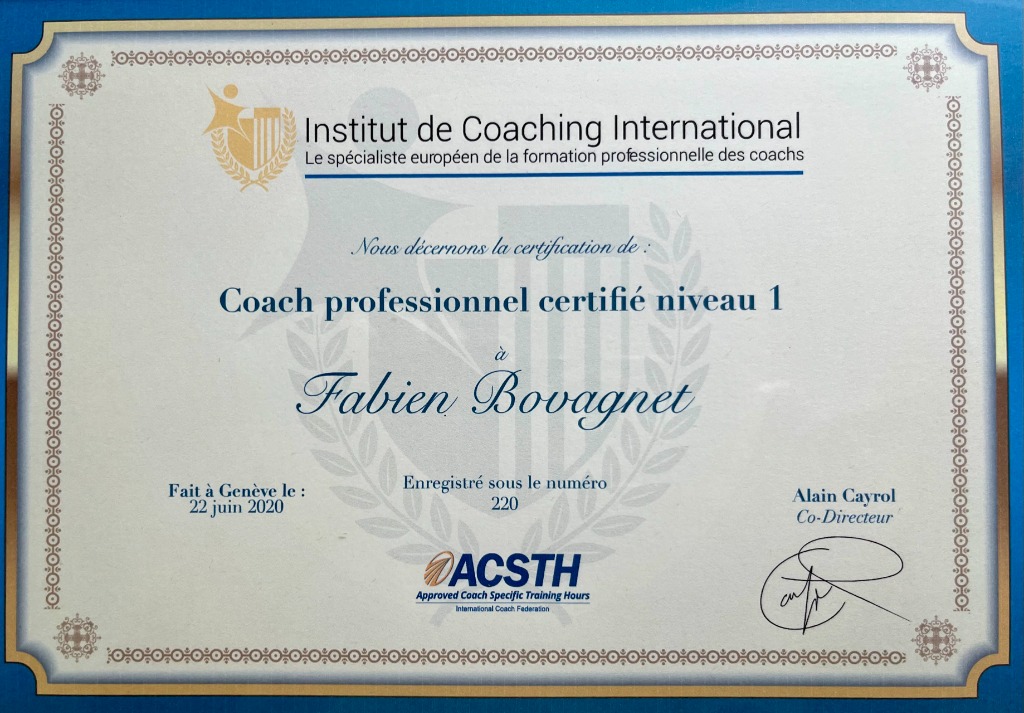 Institut de Coaching International
Le spécialiste européen de la formation professionnelle des coachs
Nous décernons la certification de :
Coach professionnel certifié niveau 1
à
Fabien Bovagnet
Fait à Genève le :
22 juin 2020
Enregistré sous le numéro
220
Alain Cayrol
Co-Directeur
ACSTH
Approved Coach Specific Training Hours
International Coach Federation